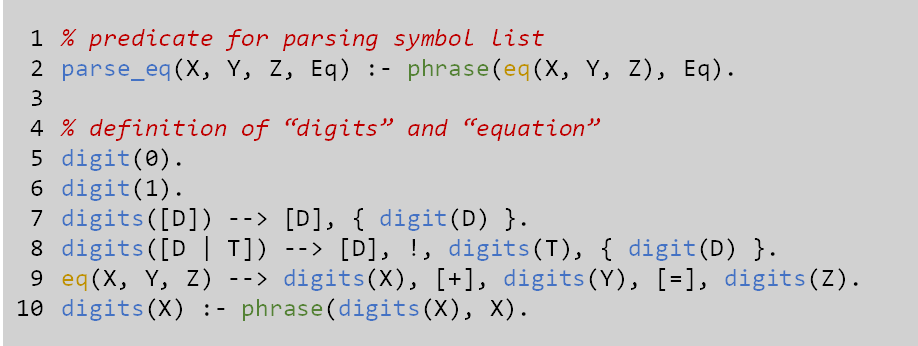 1 % predicate for parsing symbol list
2 parse_eq(X, Y, Z, Eq) :- phrase(eq(X, Y, Z), Eq).
3
4 % definition of “digits” and “equation”
5 digit(0).
6 digit(1).
7 digits([D]) --> [D], { digit(D) }.
8 digits([D | T]) --> [D], !, digits(T), { digit(D) }.
9 eq(X, Y, Z) --> digits(X), [+], digits(Y), [=], digits(Z).
10 digits(X) :- phrase(digits(X), X).